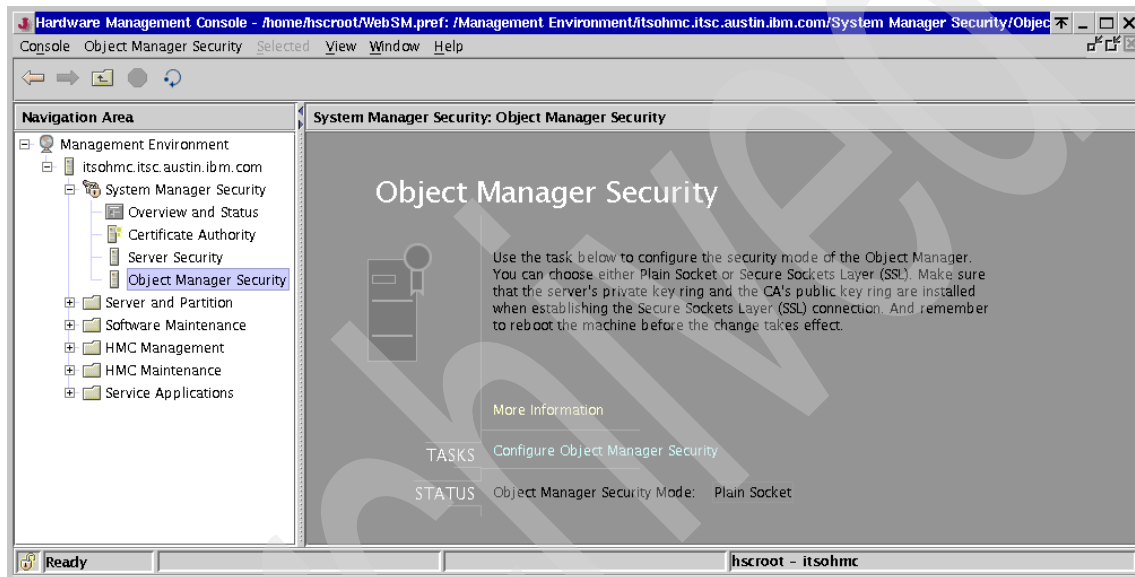 Hardware Management Console - /home/hscroot/WebSM.pref: /Management Environment/itsohmc.itsc.austin.ibm.com/System Manager Security/Objec
Console Object Manager Security Selected View Window Help
Navigation Area
System Manager Security: Object Manager Security
Management Environment
itsohmc.itsc.austin.ibm.com
System Manager Security
Overview and Status
Certificate Authority
Server Security
Object Manager Security
Server and Partition
Software Maintenance
HMC Management
HMC Maintenance
Service Applications
Object Manager Security
Use the task below to configure the security mode of the Object Manager.
You can choose either Plain Socket or Secure Sockets Layer (SSL). Make sure
that the server's private key ring and the CA's public key ring are installed
when establishing the Secure Sockets Layer (SSL) connection. And remember
to reboot the machine before the change takes effect.
More Information
TASKS Configure Object Manager Security
STATUS Object Manager Security Mode: Plain Socket
Ready
hscroot - itsohmc